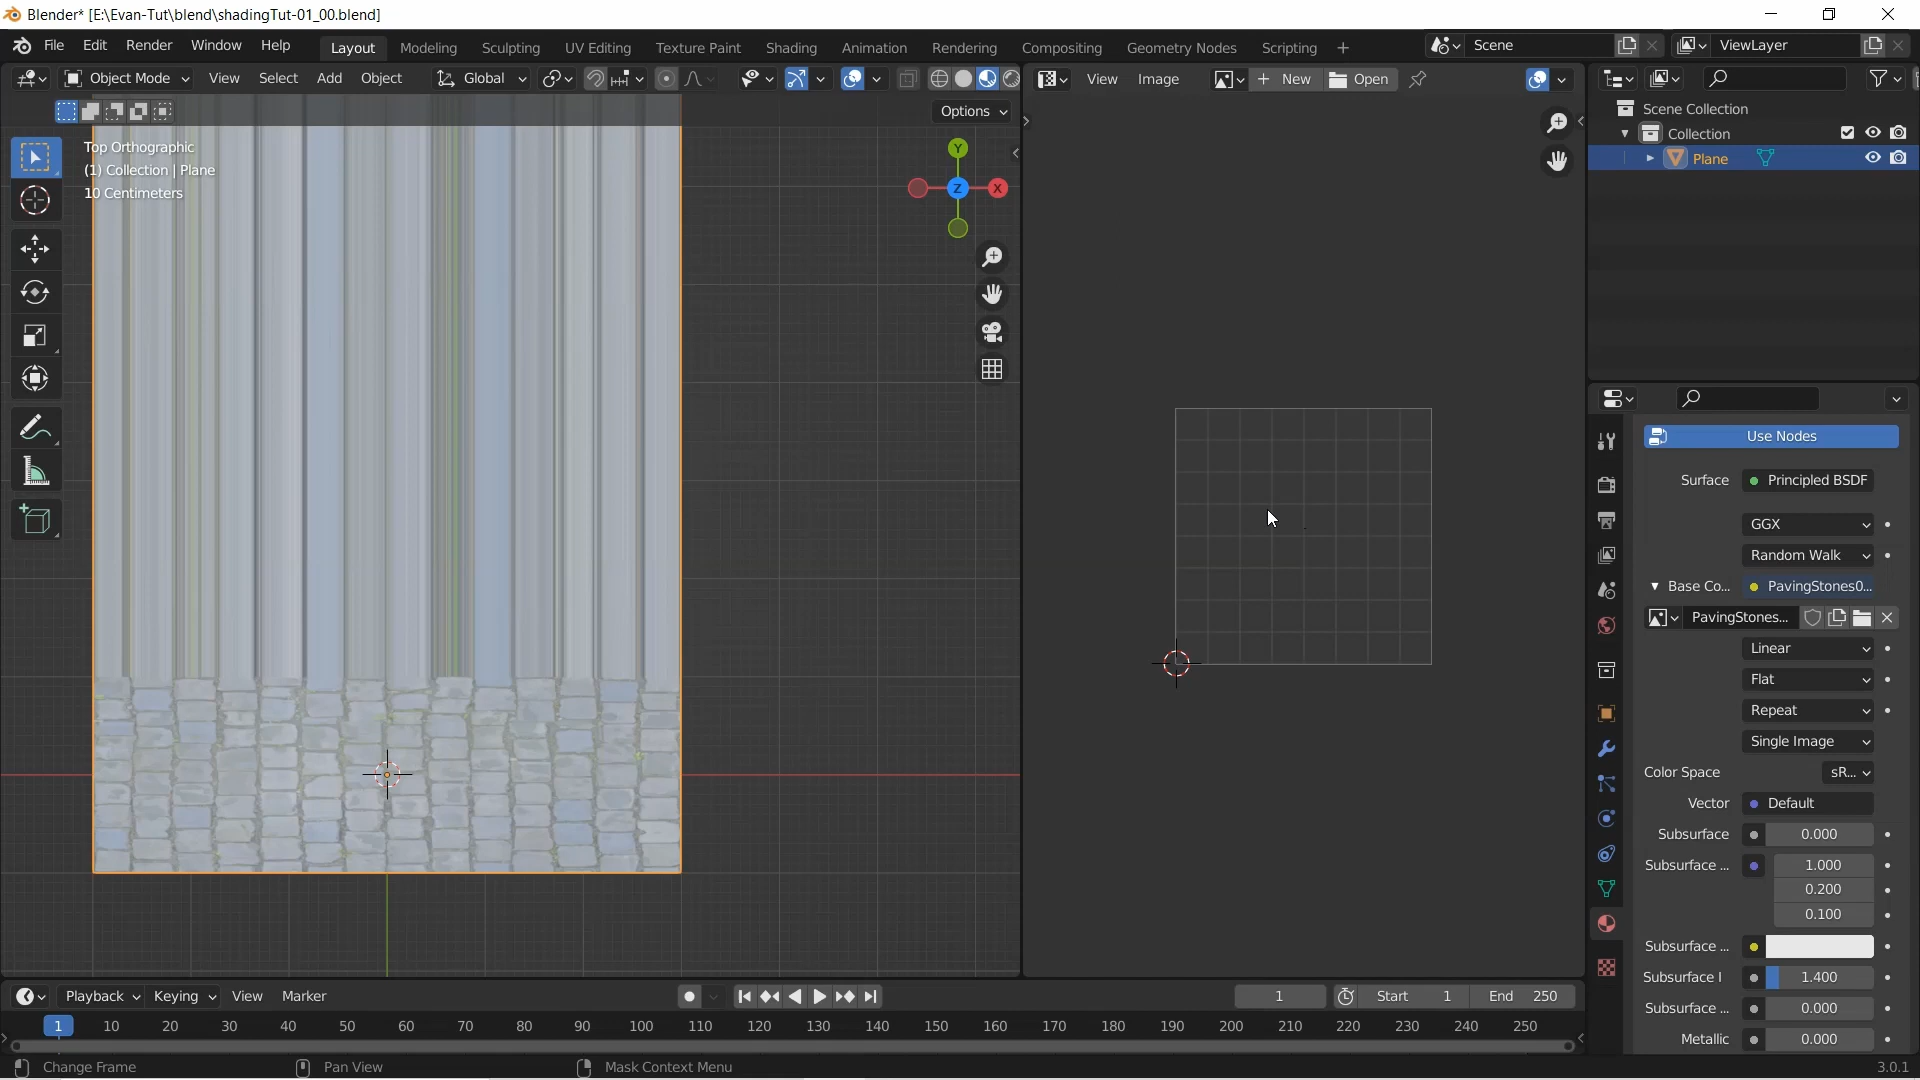 Blender* [E:\Evan-Tut\blend\shadingTut-01_00.blend]
File Edit Render Window Help Layout Modeling Sculpting UV Editing Texture Paint Shading Animation Rendering Compositing Geometry Nodes Scripting + Scene ViewLayer
Object Mode View Select Add Object Global View Image New Open
Options
Scene Collection
Collection
Plane
Top Orthographic
(1) Collection | Plane
10 Centimeters
Y
Z X
Use Nodes
Surface Principled BSDF
GGX
Random Walk
Base Co... PavingStones0...
PavingStones...
Linear
Flat
Repeat
Single Image
Color Space sR...
Vector Default
Subsurface 0.000
Subsurface ... 1.000
0.200
0.100
Subsurface ...
Subsurface I 1.400
Subsurface ... 0.000
Metallic 0.000
Playback Keying View Marker 1 Start 1 End 250
1 10 20 30 40 50 60 70 80 90 100 110 120 130 140 150 160 170 180 190 200 210 220 230 240 250
Change Frame Pan View Mask Context Menu 3.0.1